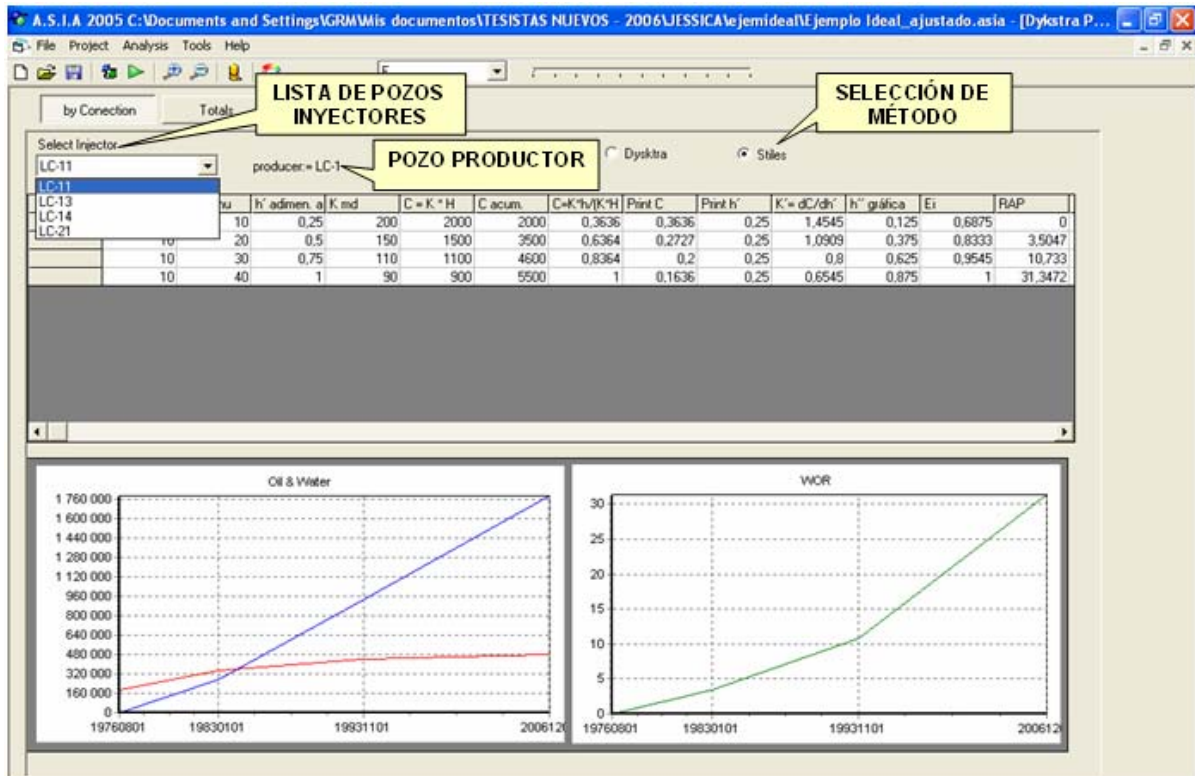 A.S.I.A 2005 C:\Documents and Settings\GRM\Mis documentos\TESISTAS NUEVOS - 2006\JESSICA\ejemideal\Ejemplo Ideal_ajustado.asia - [Dykstra P...
File Project Analysis Tools Help
by Conection Totals
LISTA DE POZOS
INYECTORES
SELECCIÓN DE
MÉTODO
Select Injector
LC-11
producer:= LC-1
POZO PRODUCTOR
Dysktra
Stiles
LC-11
LC-13
LC-14
LC-21
h´ adimen. a K md C = K * H C acum. C=K*h/(K*H Print C Print h´ K´= dC/dh´ h´´ gráfica Ei RAP
10 0,25 200 2000 2000 0,3636 0,3636 0,25 1,4545 0,125 0,6875 0
10 20 0,5 150 1500 3500 0,6364 0,2727 0,25 1,0909 0,375 0,8333 3,5047
10 30 0,75 110 1100 4600 0,8364 0,2 0,25 0,8 0,625 0,9545 10,733
10 40 1 90 900 5500 1 0,1636 0,25 0,6545 0,875 1 31,3472
Oil & Water
1 760 000
1 600 000
1 440 000
1 280 000
1 120 000
960 000
800 000
640 000
480 000
320 000
160 000
0
19760801 19830101 19931101 200612
WOR
30
25
20
15
10
5
0
19760801 19830101 19931101 200612